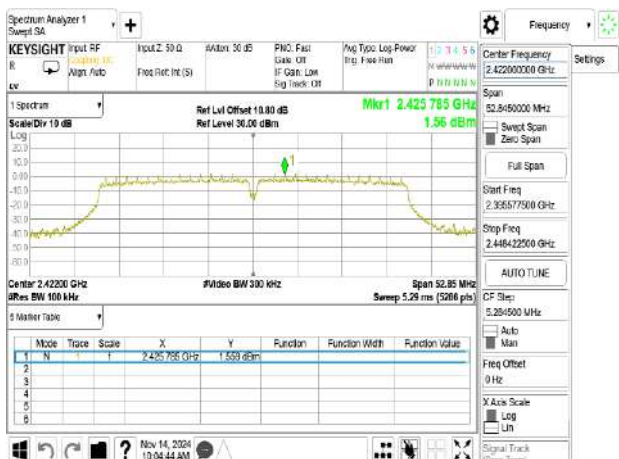 Spectrum Analyzer 1
Swept SA
+
Frequency
KEYSIGHT
Input: RF
Input Z: 50 Ω
#Atten: 30 dB
PNO: Fast
Avg Type: Log-Power
1 2 3 4 5 6
R
Coupling: DC
Gate: Off
Trig: Free Run
Align: Auto
Freq Ref: Int (S)
IF Gain: Low
Sig Track: Off
P N N N N N
Center Frequency
2.422000000 GHz
Settings
Span
52.8450000 MHz
Swept Span
Zero Span
Full Span
Start Freq
2.395577500 GHz
Stop Freq
2.448422500 GHz
AUTO TUNE
CF Step
5.284500 MHz
Auto
Man
Freq Offset
0 Hz
X Axis Scale
Log
Lin
Signal Track
1 Spectrum
Ref Lvl Offset 10.80 dB
Mkr1 2.425 785 GHz
Scale/Div 10 dB
Ref Level 30.00 dBm
1.56 dBm
Log
20.0
10.0
0.00
-10.0
-20.0
-30.0
-40.0
-50.0
-60.0
1
Center 2.42200 GHz
#Video BW 300 kHz
Span 52.85 MHz
#Res BW 100 kHz
Sweep 5.29 ms (5286 pts)
5 Marker Table
Mode Trace Scale X Y Function Function Width Function Value
1 N 1 f 2.425 785 GHz 1.559 dBm
2
3
4
5
6
?
Nov 14, 2024
10:04:44 AM